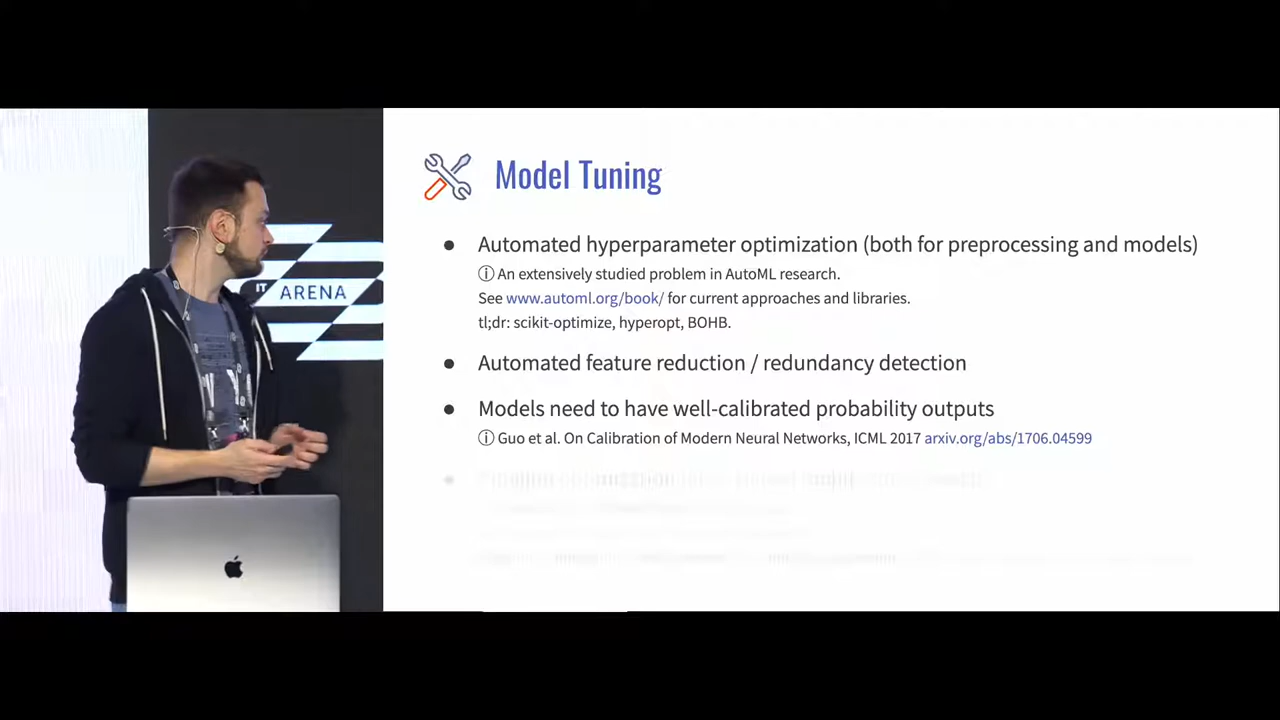 IT ARENA
Model Tuning
● Automated hyperparameter optimization (both for preprocessing and models)
ⓘ An extensively studied problem in AutoML research.
See www.automl.org/book/ for current approaches and libraries.
tl;dr: scikit-optimize, hyperopt, BOHB.
● Automated feature reduction / redundancy detection
● Models need to have well-calibrated probability outputs
ⓘ Guo et al. On Calibration of Modern Neural Networks, ICML 2017 arxiv.org/abs/1706.04599